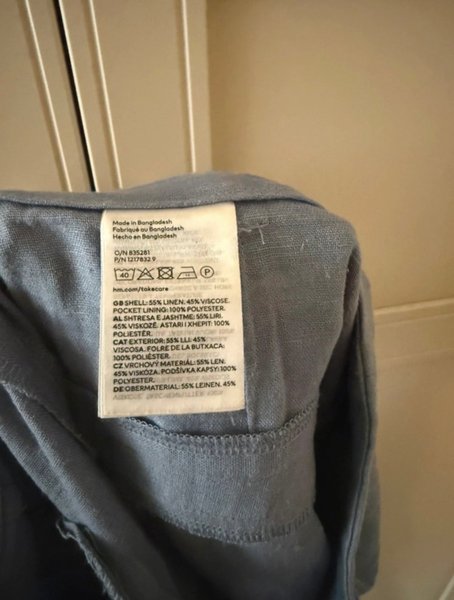 Made in Bangladesh
Fabriqué au Bangladesh
Hecho en Bangladesh
O/N 835281
P/N 1217832 9
40
P
hm.com/takecare
GB SHELL: 55% LINEN. 45% VISCOSE.
POCKET LINING: 100% POLYESTER.
AL SHTRESA E JASHTME: 55% LIRI.
45% VISKOZË. ASTARI I XHEPIT: 100%
POLIESTËR.
CAT EXTERIOR: 55% LLI: 45%
VISCOSA. FOLRE DE LA BUTXACA:
100% POLIÈSTER.
CZ VRCHOVÝ MATERIÁL: 55% LEN.
45% VISKÓZA. PODŠÍVKA KAPSY: 100%
POLYESTER.
DE OBERMATERIAL: 55% LEINEN. 45%